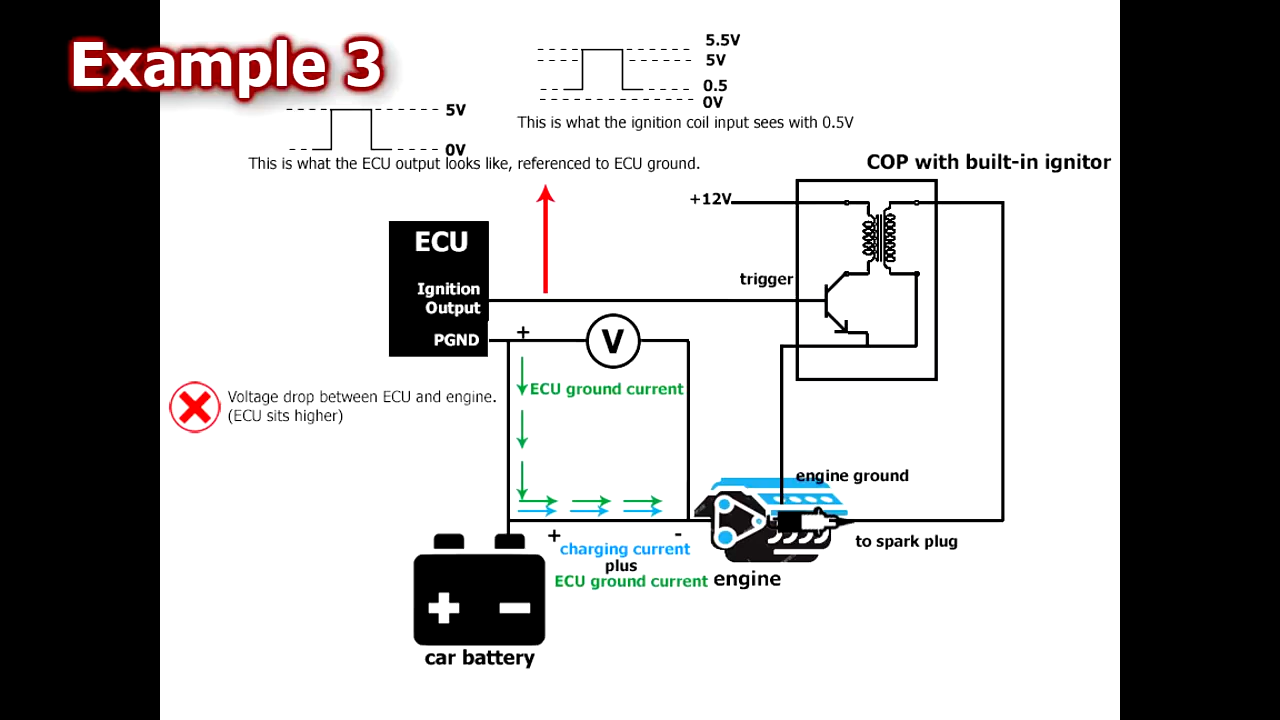 Example 3
5.5V
5V
0.5
0V
This is what the ignition coil input sees with 0.5V
5V
0V
This is what the ECU output looks like, referenced to ECU ground.
COP with built-in ignitor
+12V
ECU
Ignition
Output
PGND
trigger
+
V
ECU ground current
Voltage drop between ECU and engine.
(ECU sits higher)
engine ground
+ -
charging current
plus
ECU ground current
to spark plug
engine
+ -
car battery